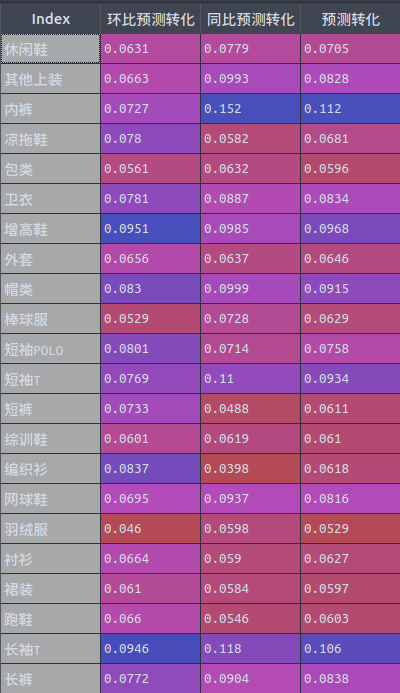 Index 环比预测转化 同比预测转化 预测转化
休闲鞋 0.0631 0.0779 0.0705
其他上装 0.0663 0.0993 0.0828
内裤 0.0727 0.152 0.112
凉拖鞋 0.078 0.0582 0.0681
包类 0.0561 0.0632 0.0596
卫衣 0.0781 0.0887 0.0834
增高鞋 0.0951 0.0985 0.0968
外套 0.0656 0.0637 0.0646
帽类 0.083 0.0999 0.0915
棒球服 0.0529 0.0728 0.0629
短袖POLO 0.0801 0.0714 0.0758
短袖T 0.0769 0.11 0.0934
短裤 0.0733 0.0488 0.0611
综训鞋 0.0601 0.0619 0.061
编织衫 0.0837 0.0398 0.0618
网球鞋 0.0695 0.0937 0.0816
羽绒服 0.046 0.0598 0.0529
衬衫 0.0664 0.059 0.0627
裙装 0.061 0.0584 0.0597
跑鞋 0.066 0.0546 0.0603
长袖T 0.0946 0.118 0.106
长裤 0.0772 0.0904 0.0838